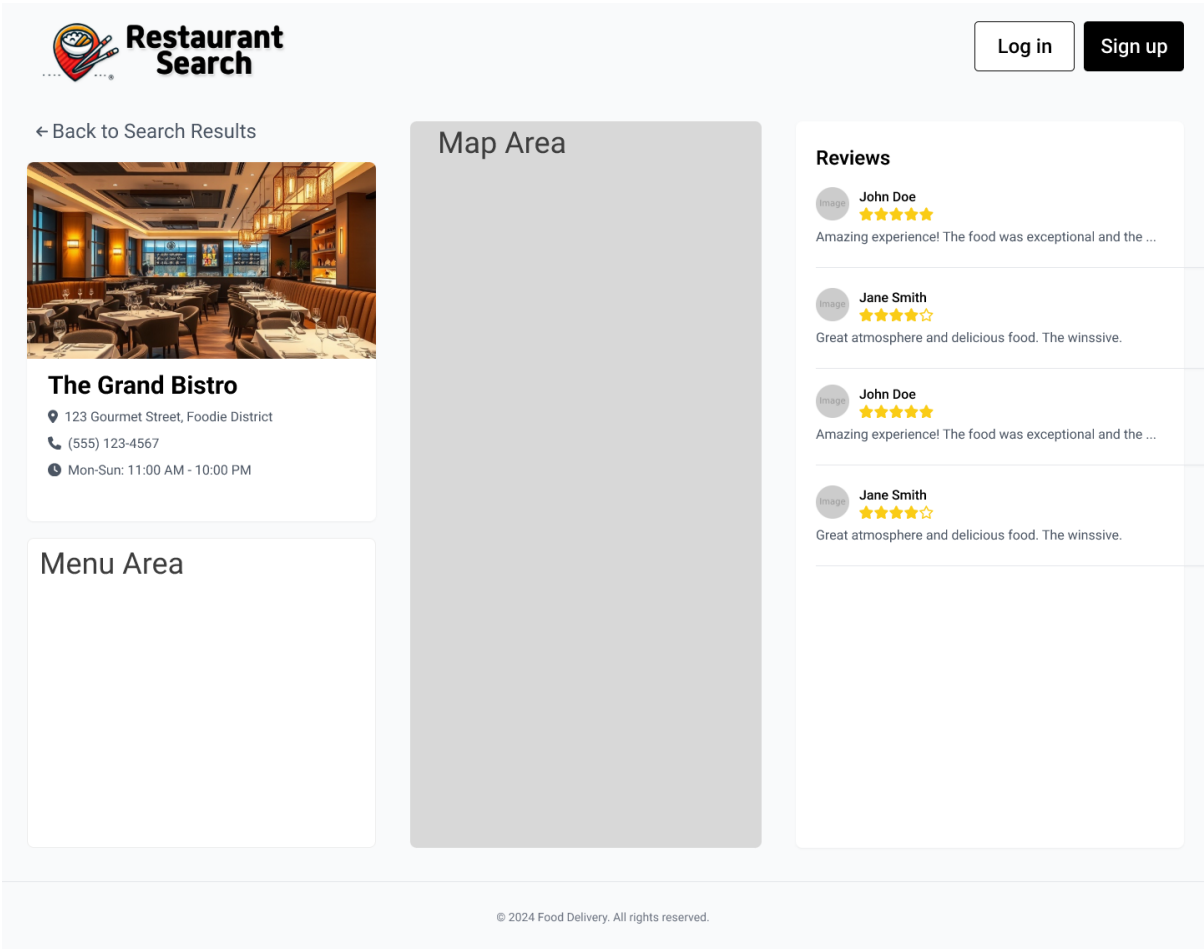 Restaurant
Search
Log in
Sign up
Back to Search Results
The Grand Bistro
123 Gourmet Street, Foodie District
(555) 123-4567
Mon-Sun: 11:00 AM - 10:00 PM
Menu Area
Map Area
Reviews
Image
John Doe
Amazing experience! The food was exceptional and the ...
Image
Jane Smith
Great atmosphere and delicious food. The winssive.
Image
John Doe
Amazing experience! The food was exceptional and the ...
Image
Jane Smith
Great atmosphere and delicious food. The winssive.
© 2024 Food Delivery. All rights reserved.